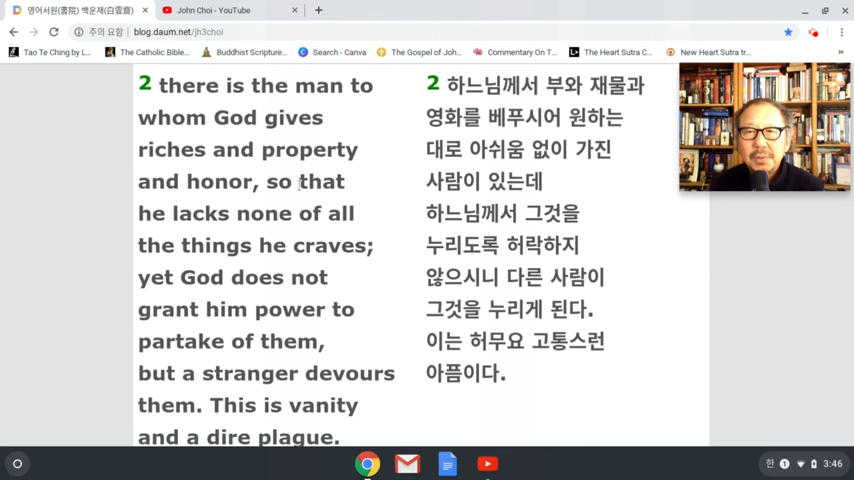 영어서원(書院) 백운재(白雲齋)
John Choi - YouTube
주의 요함
blog.daum.net/jh3choi
Tao Te Ching by L...
The Catholic Bible...
Buddhist Scripture...
Search - Canva
The Gospel of Joh...
Commentary On T...
The Heart Sutra C...
New Heart Sutra tr...
2 there is the man to
whom God gives
riches and property
and honor, so that
he lacks none of all
the things he craves;
yet God does not
grant him power to
partake of them,
but a stranger devours
them. This is vanity
and a dire plague.
2 하느님께서 부와 재물과
영화를 베푸시어 원하는
대로 아쉬움 없이 가진
사람이 있는데
하느님께서 그것을
누리도록 허락하지
않으시니 다른 사람이
그것을 누리게 된다.
이는 허무요 고통스런
아픔이다.
한 1 3:46